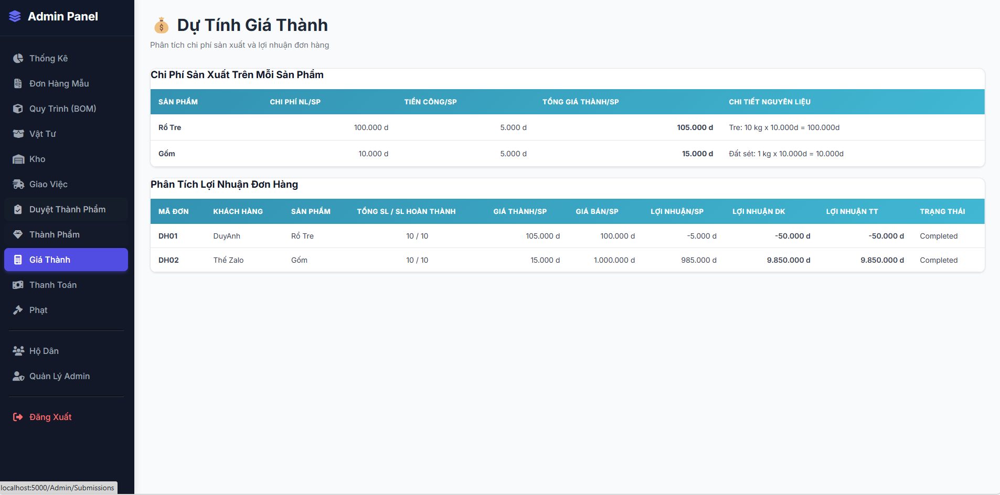 Admin Panel
Thống Kê
Đơn Hàng Mẫu
Quy Trình (BOM)
Vật Tư
Kho
Giao Việc
Duyệt Thành Phẩm
Thành Phẩm
Giá Thành
Thanh Toán
Phạt
Hộ Dân
Quản Lý Admin
Đăng Xuất
localhost:5000/Admin/Submissions
Dự Tính Giá Thành
Phân tích chi phí sản xuất và lợi nhuận đơn hàng
Chi Phí Sản Xuất Trên Mỗi Sản Phẩm
SẢN PHẨM CHI PHÍ NL/SP TIỀN CÔNG/SP TỔNG GIÁ THÀNH/SP CHI TIẾT NGUYÊN LIỆU
Rổ Tre 100.000 d 5.000 d 105.000 d Tre: 10 kg x 10.000d = 100.000d
Gốm 10.000 d 5.000 d 15.000 d Đất sét: 1 kg x 10.000d = 10.000d
Phân Tích Lợi Nhuận Đơn Hàng
MÃ ĐƠN KHÁCH HÀNG SẢN PHẨM TỔNG SL / SL HOÀN THÀNH GIÁ THÀNH/SP GIÁ BÁN/SP LỢI NHUẬN/SP LỢI NHUẬN DK LỢI NHUẬN TT TRẠNG THÁI
DH01 DuyAnh Rổ Tre 10 / 10 105.000 d 100.000 d -5.000 d -50.000 d -50.000 d Completed
DH02 Thế Zalo Gốm 10 / 10 15.000 d 1.000.000 d 985.000 d 9.850.000 d 9.850.000 d Completed